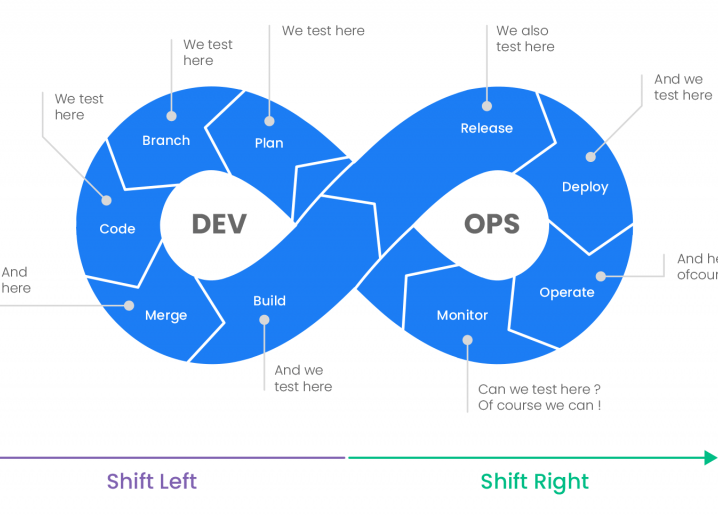 We test here
We also
test here
We test
here
And we
test here
We test
here
Branch
Plan
Release
Deploy
Code
DEV
OPS
And
here
And he
ofcour
Merge
Build
Monitor
Operate
And we
test here
Can we test here ?
Of course we can !
Shift Left
Shift Right